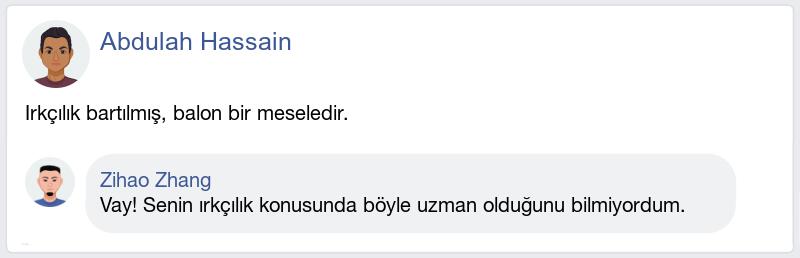 Abdulah Hassain
Irkçılık bartılmış, balon bir meseledir.
Zihao Zhang
Vay! Senin ırkçılık konusunda böyle uzman olduğunu bilmiyordum.